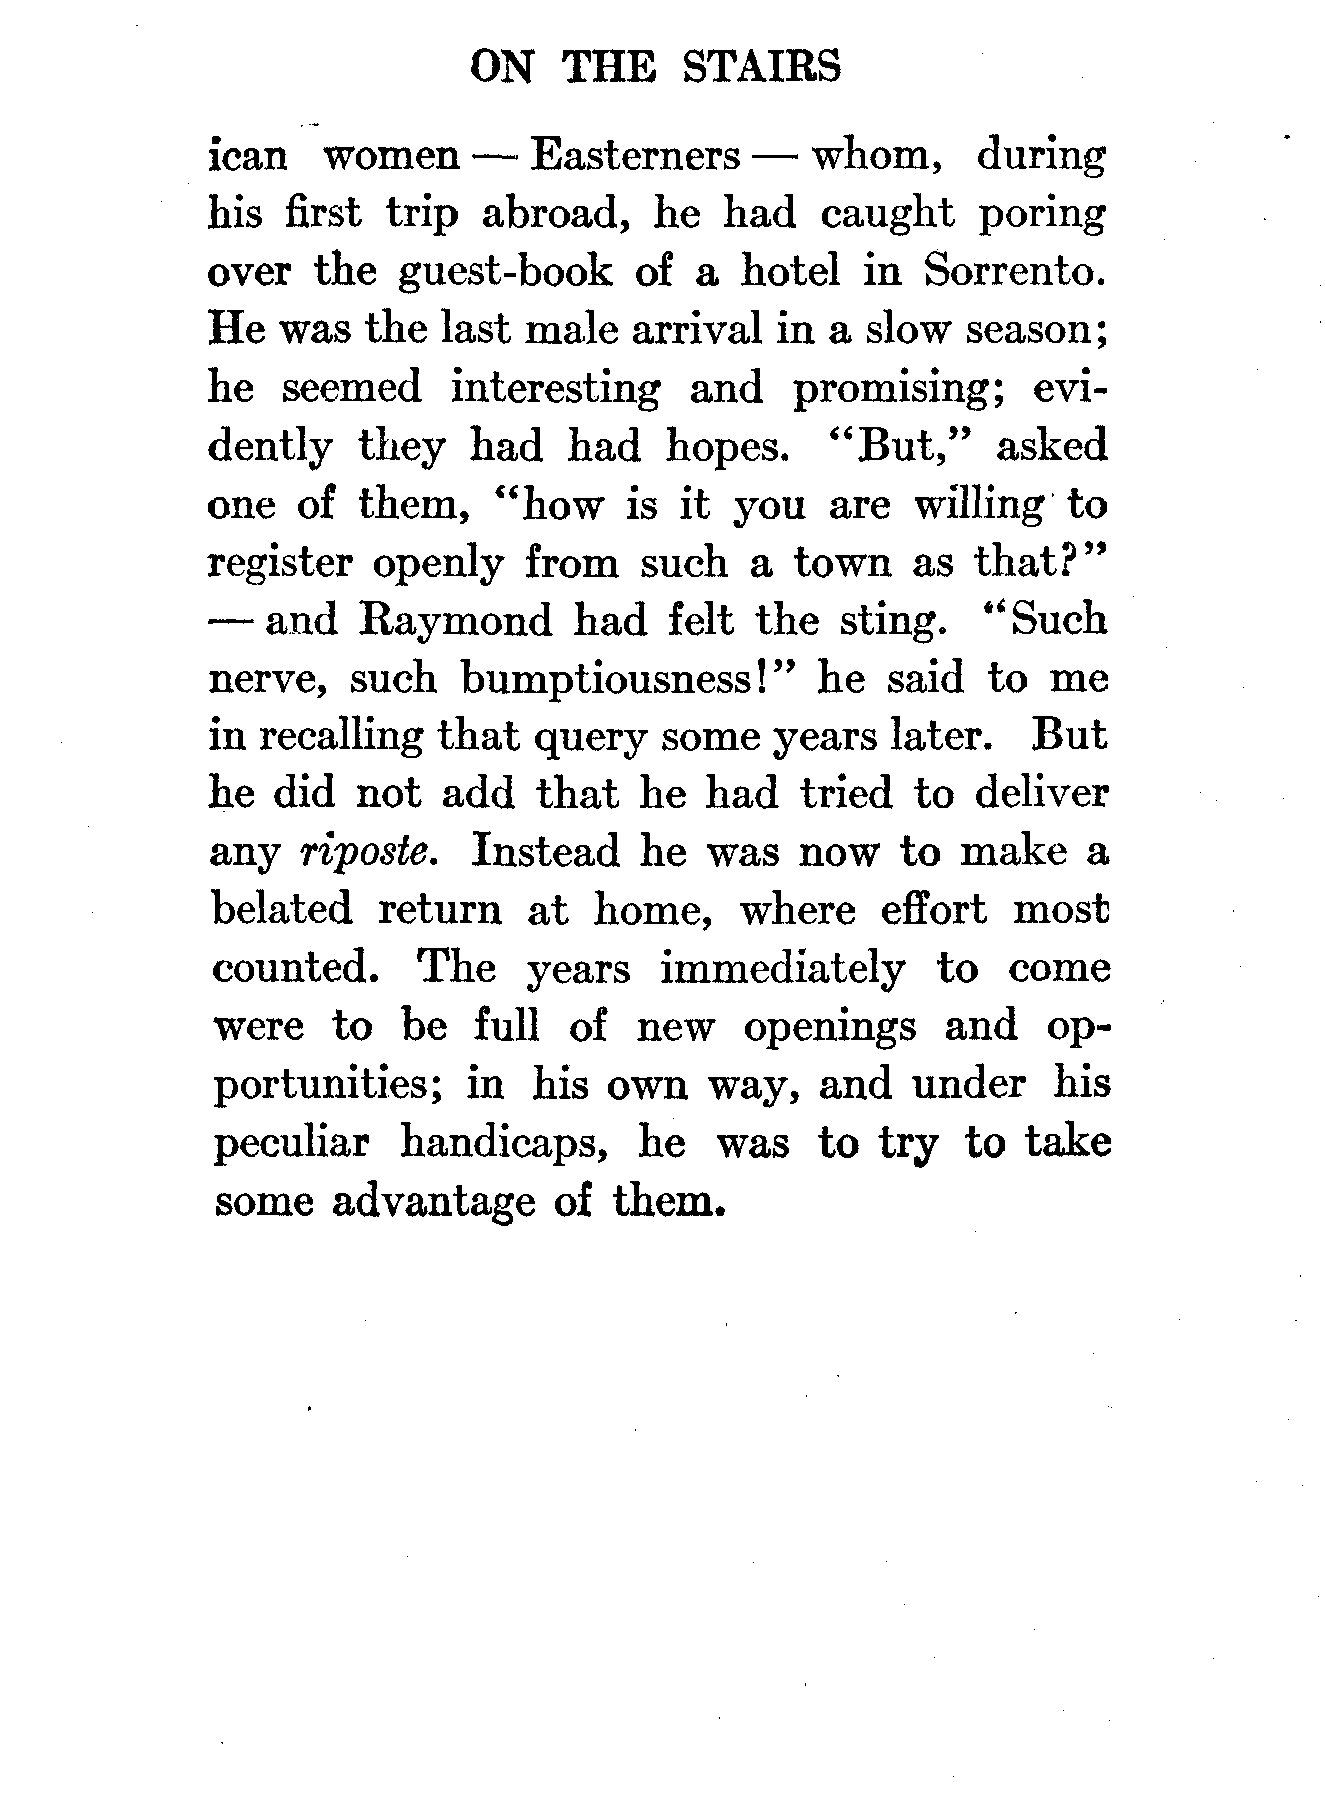 ON THE STAIRS
ican women — Easterners — whom, during
his first trip abroad, he had caught poring
over the guest-book of a hotel in Sorrento.
He was the last male arrival in a slow season;
he seemed interesting and promising; evi-
dently they had had hopes. “But,” asked
one of them, “how is it you are willing to
register openly from such a town as that?”
— and Raymond had felt the sting. “Such
nerve, such bumptiousness!” he said to me
in recalling that query some years later. But
he did not add that he had tried to deliver
any riposte. Instead he was now to make a
belated return at home, where effort most
counted. The years immediately to come
were to be full of new openings and op-
portunities; in his own way, and under his
peculiar handicaps, he was to try to take
some advantage of them.